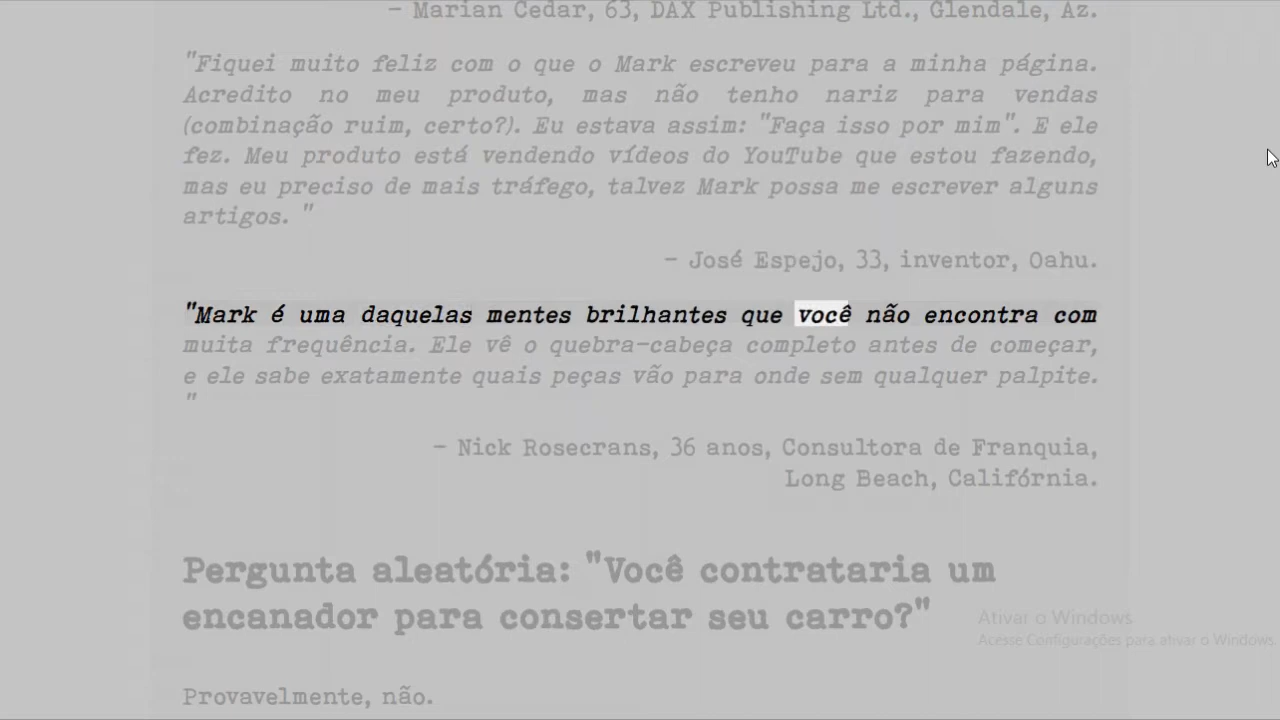 — Marian Cedar, 63, DAX Publishing Ltd., Glendale, Az.
"Fiquei muito feliz com o que o Mark escreveu para a minha página.
Acredito no meu produto, mas não tenho nariz para vendas
(combinação ruim, certo?). Eu estava assim: "Faça isso por mim". E ele
fez. Meu produto está vendendo vídeos do YouTube que estou fazendo,
mas eu preciso de mais tráfego, talvez Mark possa me escrever alguns
artigos. "
— José Espejo, 33, inventor, Oahu.
"Mark é uma daquelas mentes brilhantes que você não encontra com
muita frequência. Ele vê o quebra-cabeça completo antes de começar,
e ele sabe exatamente quais peças vão para onde sem qualquer palpite.
"
— Nick Rosecrans, 36 anos, Consultora de Franquia,
Long Beach, Califórnia.
Pergunta aleatória: "Você contrataria um
encanador para consertar seu carro?"
Ativar o Windows
Acesse Configurações para ativar o Windows.
Provavelmente, não.